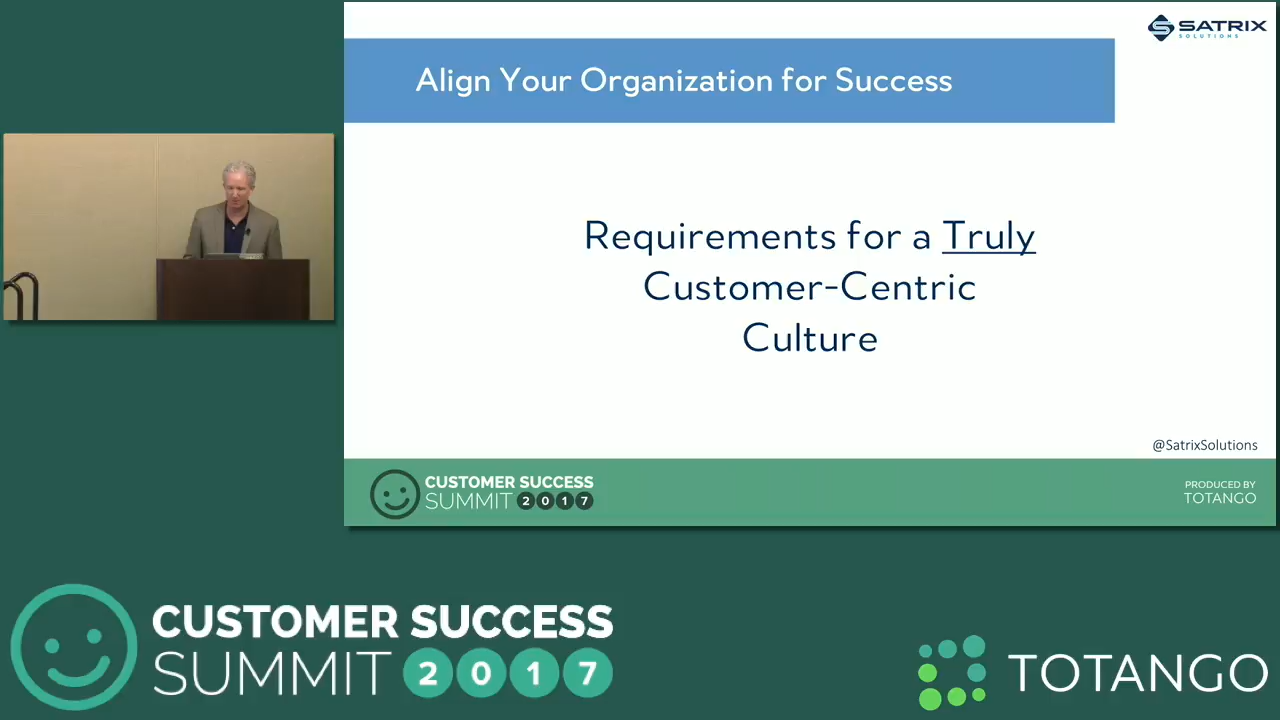 SATRIX
SOLUTIONS
Align Your Organization for Success
Requirements for a Truly
Customer-Centric
Culture
@SatrixSolutions
CUSTOMER SUCCESS
SUMMIT 2017
PRODUCED BY
TOTANGO
CUSTOMER SUCCESS
SUMMIT 2017
TOTANGO